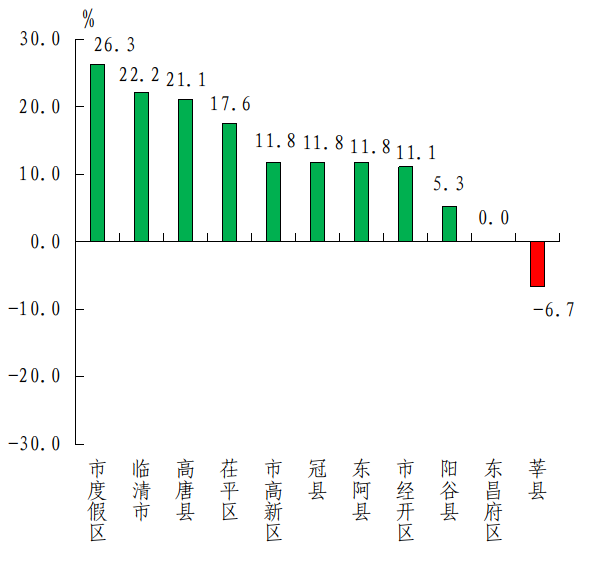 %
30.0
20.0
10.0
0.0
-10.0
-20.0
-30.0
26.3
22.2
21.1
17.6
11.8
11.8
11.8
11.1
5.3
0.0
-6.7
市度假区
临清市
高唐县
茌平区
市高新区
冠县
东阿县
市经开区
阳谷县
东昌府区
莘县